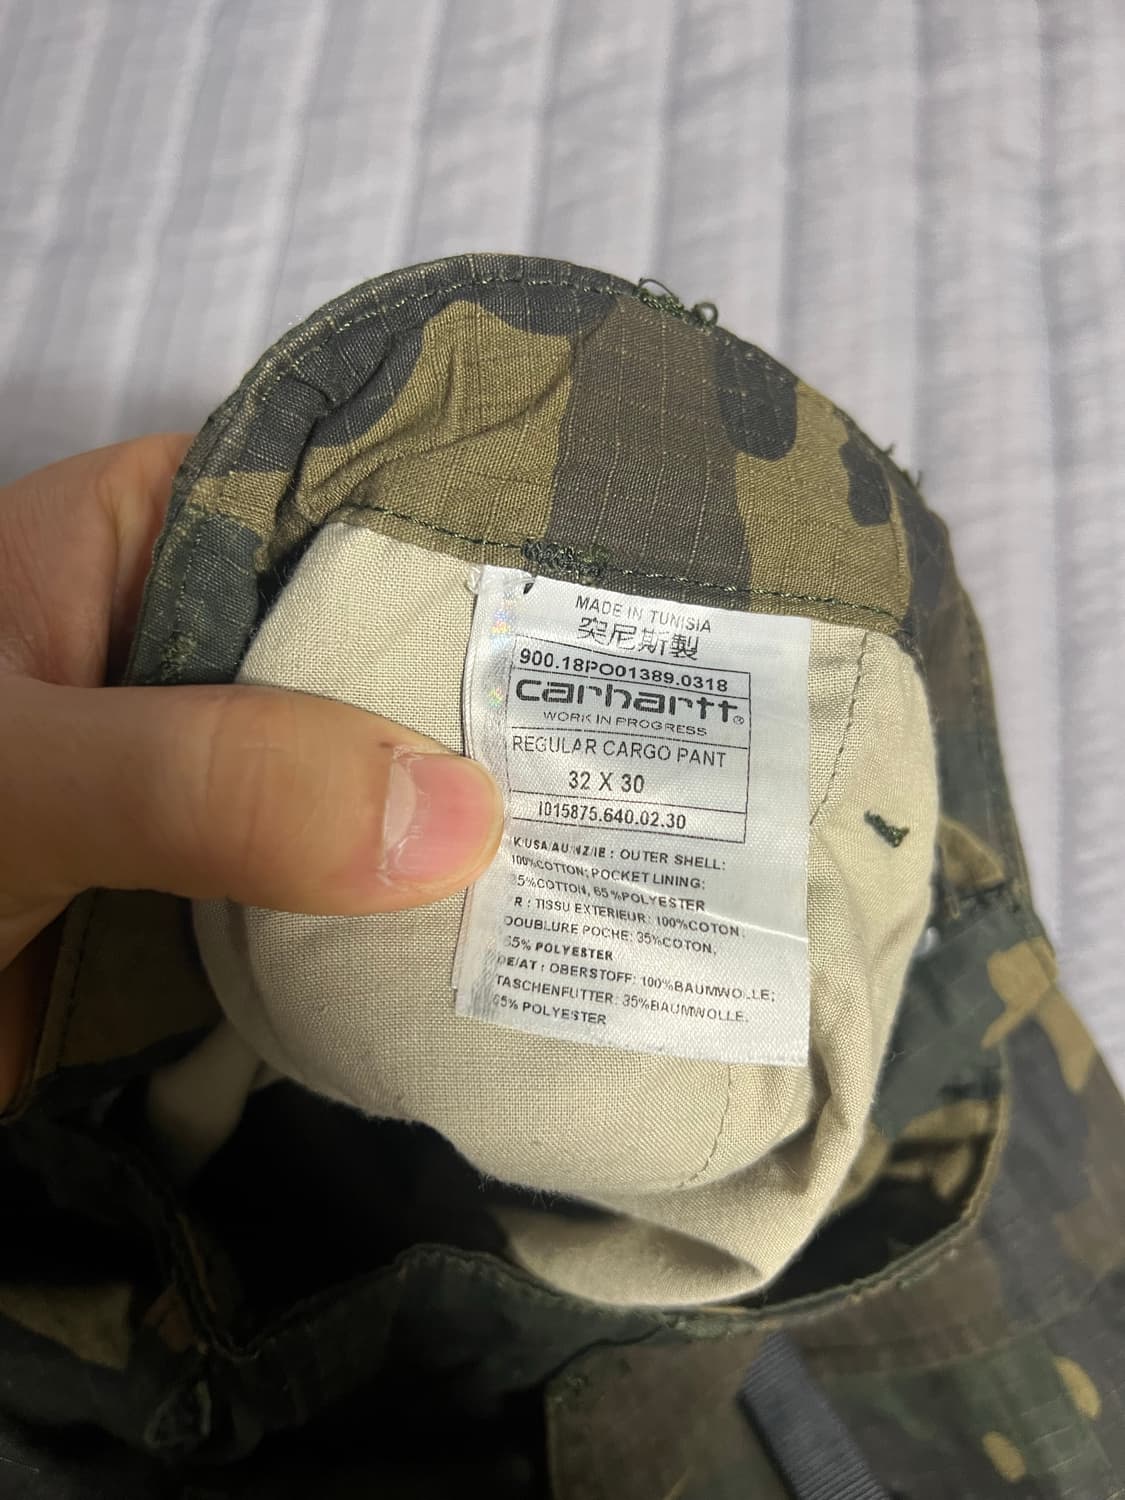 MADE IN TUNISIA
突尼斯製
900.18PO01389.0318
carhartt®
WORK IN PROGRESS
REGULAR CARGO PANT
32 X 30
I015875.640.02.30
K/USA/AU/NZ/IE : OUTER SHELL:
100%COTTON; POCKET LINING:
5%COTTON, 65%POLYESTER
R : TISSU EXTERIEUR: 100%COTON;
DOUBLURE POCHE: 35%COTON,
65% POLYESTER
DE/AT : OBERSTOFF: 100%BAUMWOLLE;
TASCHENFUTTER: 35%BAUMWOLLE,
65% POLYESTER